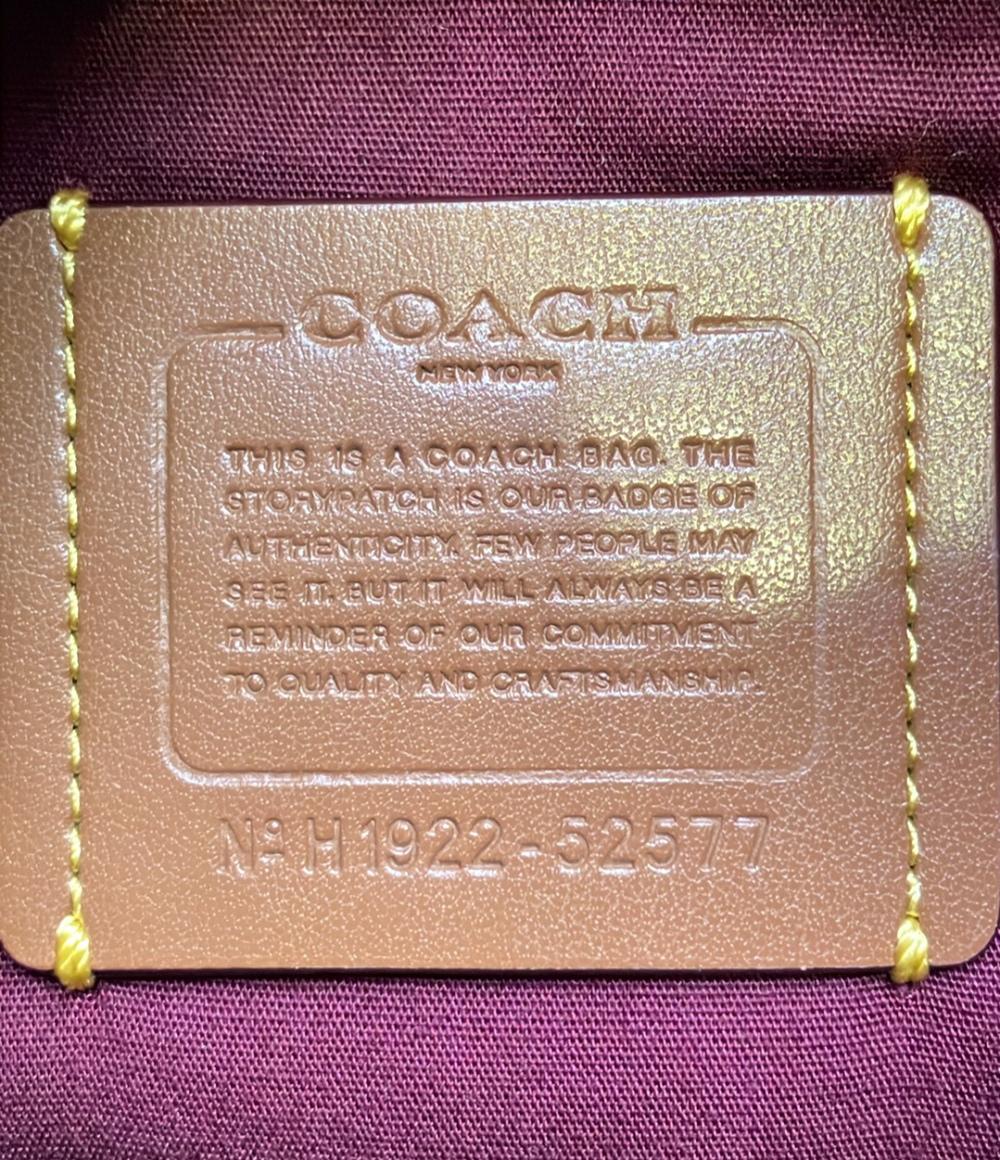 COACH
NEW YORK
THIS IS A COACH BAG. THE
STORYPATCH IS OUR BADGE OF
AUTHENTICITY. FEW PEOPLE MAY
SEE IT. BUT IT WILL ALWAYS BE A
REMINDER OF OUR COMMITMENT
TO QUALITY AND CRAFTSMANSHIP.
Nº H1922-52577